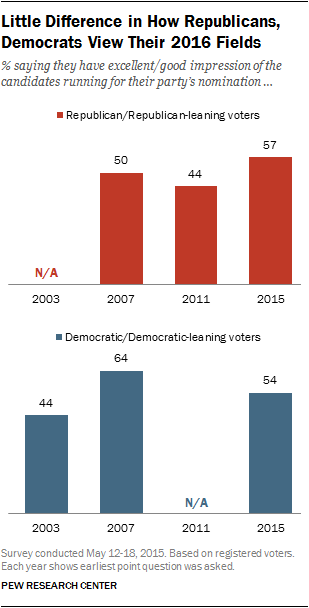 Little Difference in How Republicans,
Democrats View Their 2016 Fields
% saying they have excellent/good impression of the
candidates running for their party's nomination ...
Republican/Republican-leaning voters
57
50
44
N/A
2003 2007 2011 2015
Democratic/Democratic-leaning voters
64
54
44
N/A
2003 2007 2011 2015
Survey conducted May 12-18, 2015. Based on registered voters.
Each year shows earliest point question was asked.
PEW RESEARCH CENTER